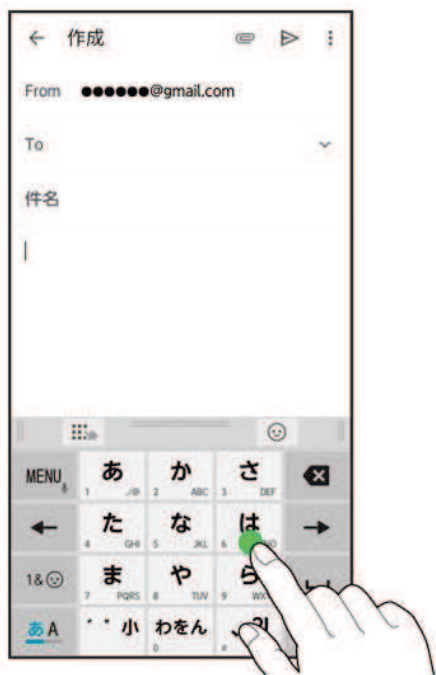 作成
From ●●●●●●@gmail.com
To
件名
MENU あ 1 ./@ か 2 ABC さ 3 DEF
た 4 GHI な 5 JKL は 6
1& ま 7 PQRS や 8 TUV ら 9 WX
あA 小 わをん 0